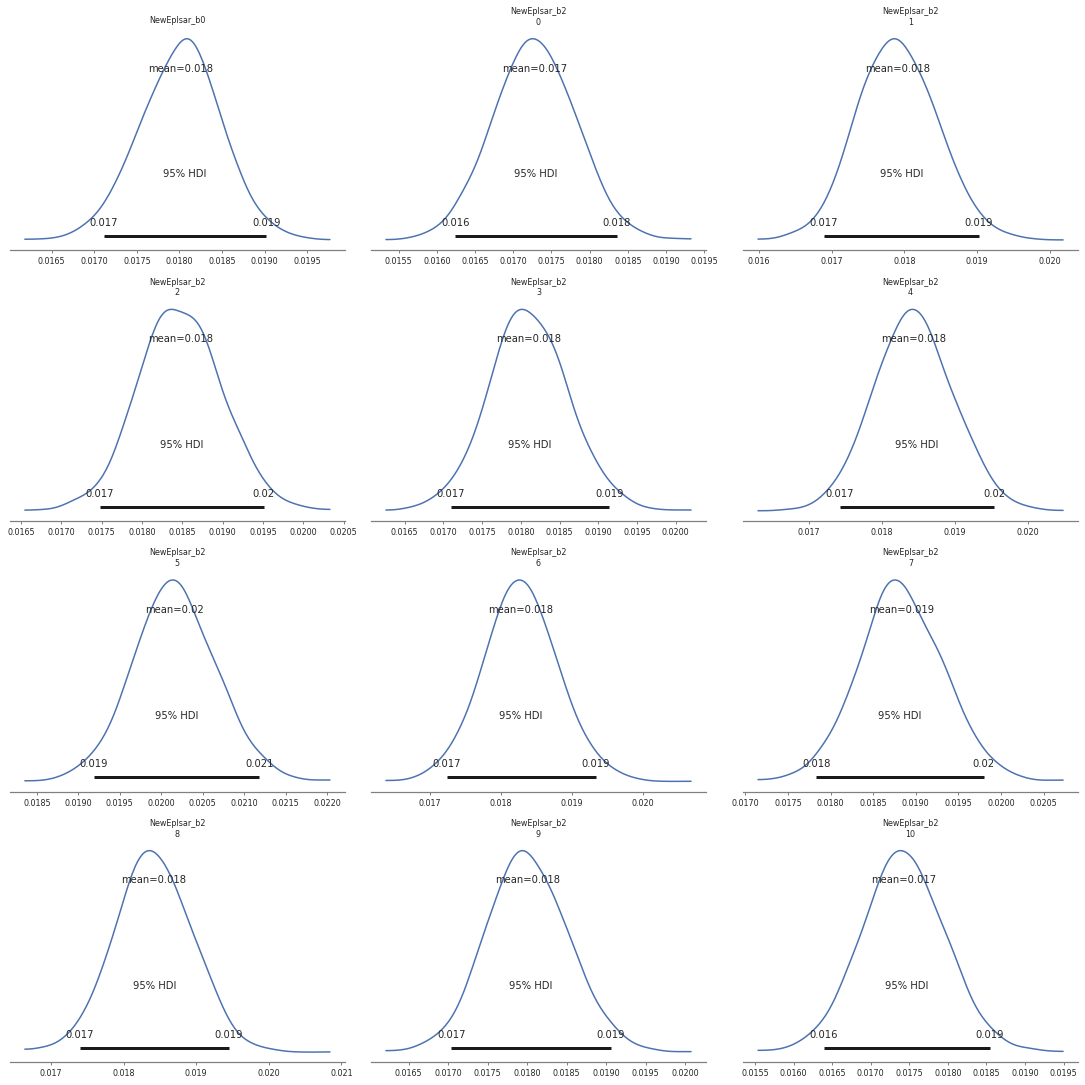 NewEplsar_b0
mean=0.018
95% HDI
0.017 0.019
0.0165 0.0170 0.0175 0.0180 0.0185 0.0190 0.0195
NewEplsar_b2
0
mean=0.017
95% HDI
0.016 0.018
0.0155 0.0160 0.0165 0.0170 0.0175 0.0180 0.0185 0.0190 0.0195
NewEplsar_b2
1
mean=0.018
95% HDI
0.017 0.019
0.016 0.017 0.018 0.019 0.020
NewEplsar_b2
2
mean=0.018
95% HDI
0.017 0.02
0.0165 0.0170 0.0175 0.0180 0.0185 0.0190 0.0195 0.0200 0.0205
NewEplsar_b2
3
mean=0.018
95% HDI
0.017 0.019
0.0165 0.0170 0.0175 0.0180 0.0185 0.0190 0.0195 0.0200
NewEplsar_b2
4
mean=0.018
95% HDI
0.017 0.02
0.017 0.018 0.019 0.020
NewEplsar_b2
5
mean=0.02
95% HDI
0.019 0.021
0.0185 0.0190 0.0195 0.0200 0.0205 0.0210 0.0215 0.0220
NewEplsar_b2
6
mean=0.018
95% HDI
0.017 0.019
0.017 0.018 0.019 0.020
NewEplsar_b2
7
mean=0.019
95% HDI
0.018 0.02
0.0170 0.0175 0.0180 0.0185 0.0190 0.0195 0.0200 0.0205
NewEplsar_b2
8
mean=0.018
95% HDI
0.017 0.019
0.017 0.018 0.019 0.020 0.021
NewEplsar_b2
9
mean=0.018
95% HDI
0.017 0.019
0.0165 0.0170 0.0175 0.0180 0.0185 0.0190 0.0195 0.0200
NewEplsar_b2
10
mean=0.017
95% HDI
0.016 0.019
0.0155 0.0160 0.0165 0.0170 0.0175 0.0180 0.0185 0.0190 0.0195